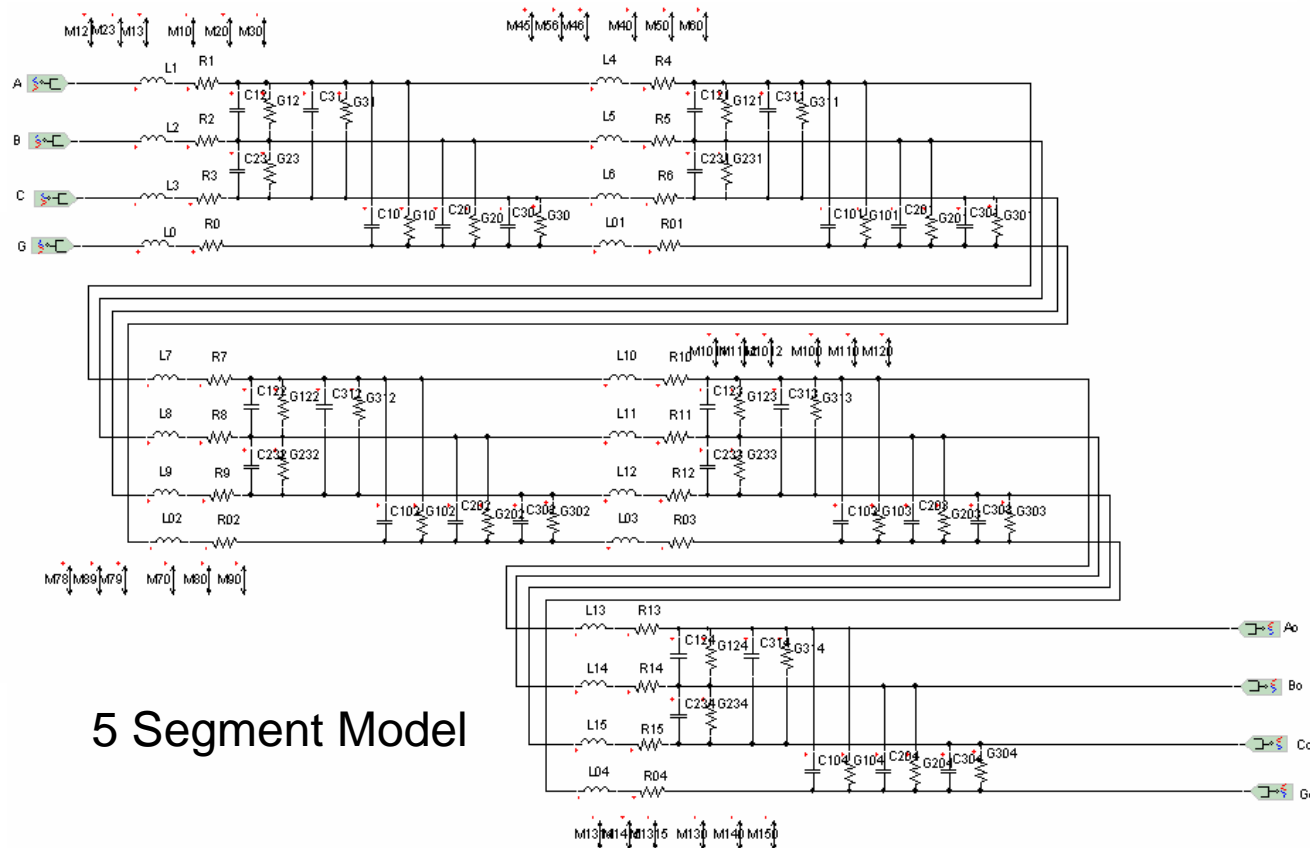 M12 M23 M13 M10 M20 M30 M45 M56 M46 M40 M50 M60
L1 R1 L4 R4
A
C12 G12 C31 G31 C121 G121 C311 G311
L2 R2 L5 R5
B
C23 G23 C231 G231
L3 R3 L6 R6
C
C10 G10 C20 G20 C30 G30 C101 G101 C201 G201 C301 G301
L0 R0 L01 R01
G
M100 M110 M120
L7 R7 L10 R10
C122 G122 C312 G312 C123 G123 C313 G313
L8 R8 L11 R11
C232 G232 C233 G233
L9 R9 L12 R12
C102 G102 C202 G202 C302 G302 G103 C203 G203 C303 G303
L02 R02 L03 R03
M78 M89 M79 M70 M80 M90
L13 R13
Ao
C124 G124 C314 G314
L14 R14
Bo
C234 G234
5 Segment Model
L15 R15
C104 G104 C204 G204 C304 G304
L04 R04
M130 M140 M150